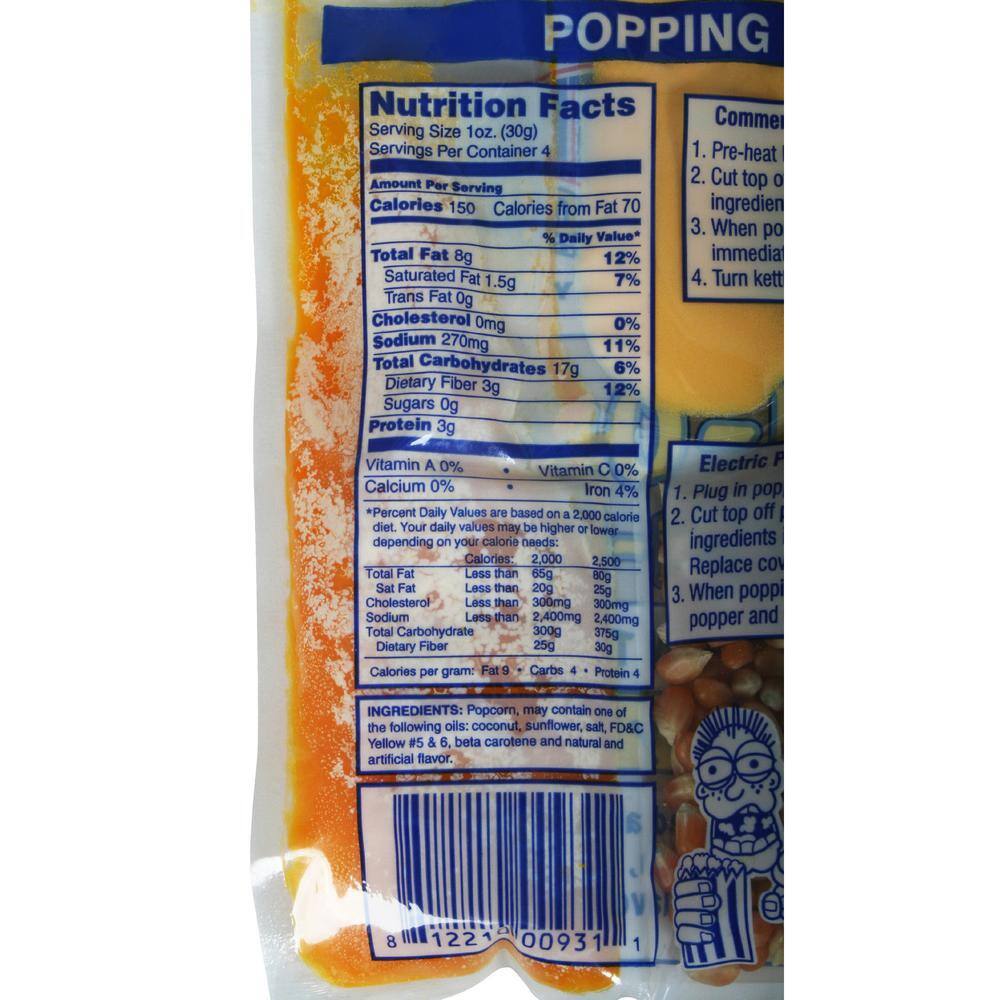 POPPING
Nutrition Facts
Serving Size 1oz. (30g)
Servings Per Container 4
Amount Per Serving
Calories 150 Calories from Fat 70
% Daily Value*
Total Fat 8g 12%
Saturated Fat 1.5g 7%
Trans Fat 0g
Cholesterol 0mg 0%
Sodium 270mg 11%
Total Carbohydrates 17g 6%
Dietary Fiber 3g 12%
Sugars 0g
Protein 3g
Vitamin A 0% • Vitamin C 0%
Calcium 0% • Iron 4%
*Percent Daily Values are based on a 2,000 calorie
diet. Your daily values may be higher or lower
depending on your calorie needs:
Calories: 2,000 2,500
Total Fat Less than 65g 80g
Sat Fat Less than 20g 25g
Cholesterol Less than 300mg 300mg
Sodium Less than 2,400mg 2,400mg
Total Carbohydrate 300g 375g
Dietary Fiber 25g 30g
Calories per gram: Fat 9 • Carbs 4 • Protein 4
INGREDIENTS: Popcorn, may contain one of
the following oils: coconut, sunflower, salt, FD&C
Yellow #5 & 6, beta carotene and natural and
artificial flavor.
8 1221 00931 1
Commer
1. Pre-heat
2. Cut top o
ingredien
3. When po
immediat
4. Turn kett
Electric P
1. Plug in pop
2. Cut top off
ingredients
Replace cov
3. When poppi
popper and